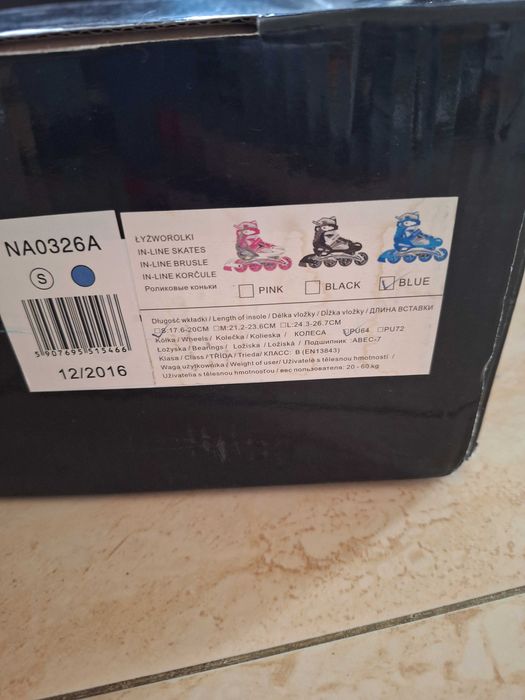 NA0326A
S
5907695515466
12/2016
ŁYŻWOROLKI
IN-LINE SKATES
IN-LINE BRUSLE
IN-LINE KORČULE
Роликовые коньки
PINK
BLACK
BLUE
Długość wkładki / Length of insole / Délka vložky / Dĺžka vložky / ДЛИНА ВСТАВКИ
S:17.6-20CM M:21.2-23.6CM L:24.3-26.7CM
Kółka / Wheels / Kolečka / Kolieska / КОЛЕСА PU64 PU72
Łożyska / Bearings / Ložiska / Ložiská / Подшипник :ABEC-7
Klasa / Class / TŘÍDA / Trieda/ КЛАСС: B (EN13843)
Waga użytkownika / Weight of user/ Uživatelé s tělesnou hmotností /
Užívatelia s telesnou hmotnosťou / вес пользователя: 20 - 60 kg